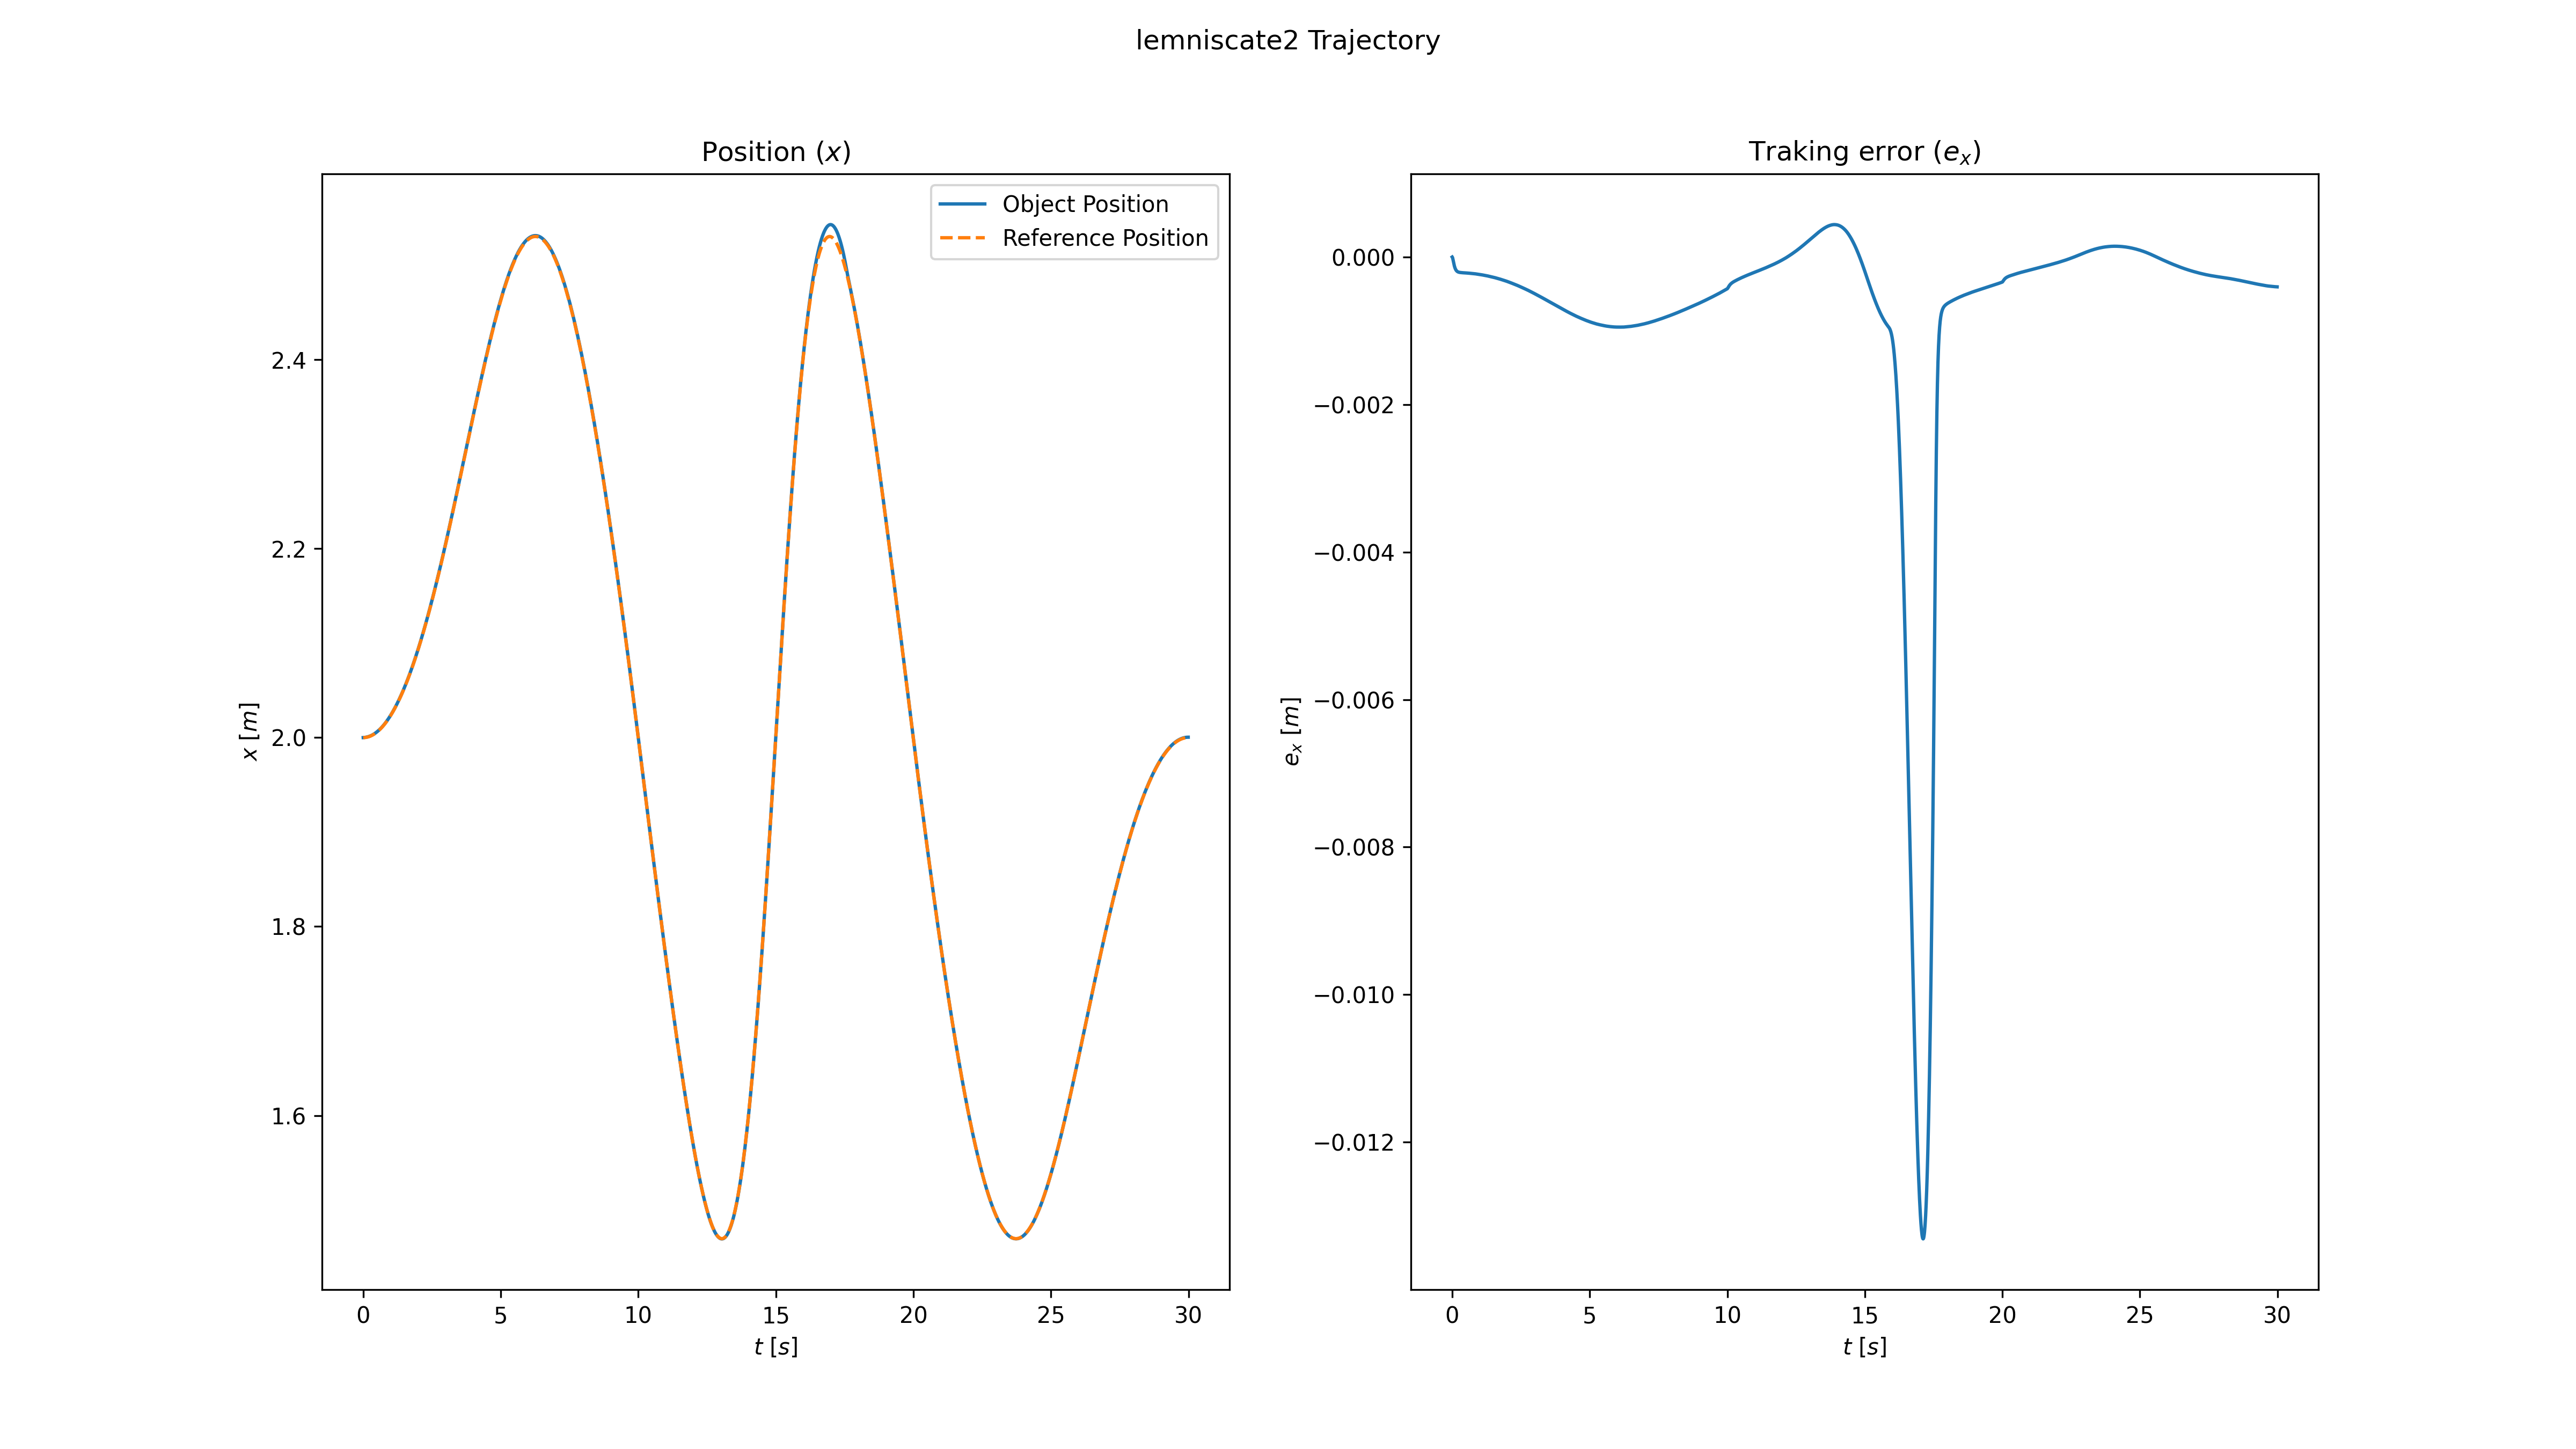 lemniscate2 Trajectory
Position (x)
Object Position
Reference Position
2.4
2.2
2.0
1.8
1.6
x [m]
0 5 10 15 20 25 30
t [s]
Traking error (eₓ)
0.000
−0.002
−0.004
−0.006
−0.008
−0.010
−0.012
eₓ [m]
0 5 10 15 20 25 30
t [s]